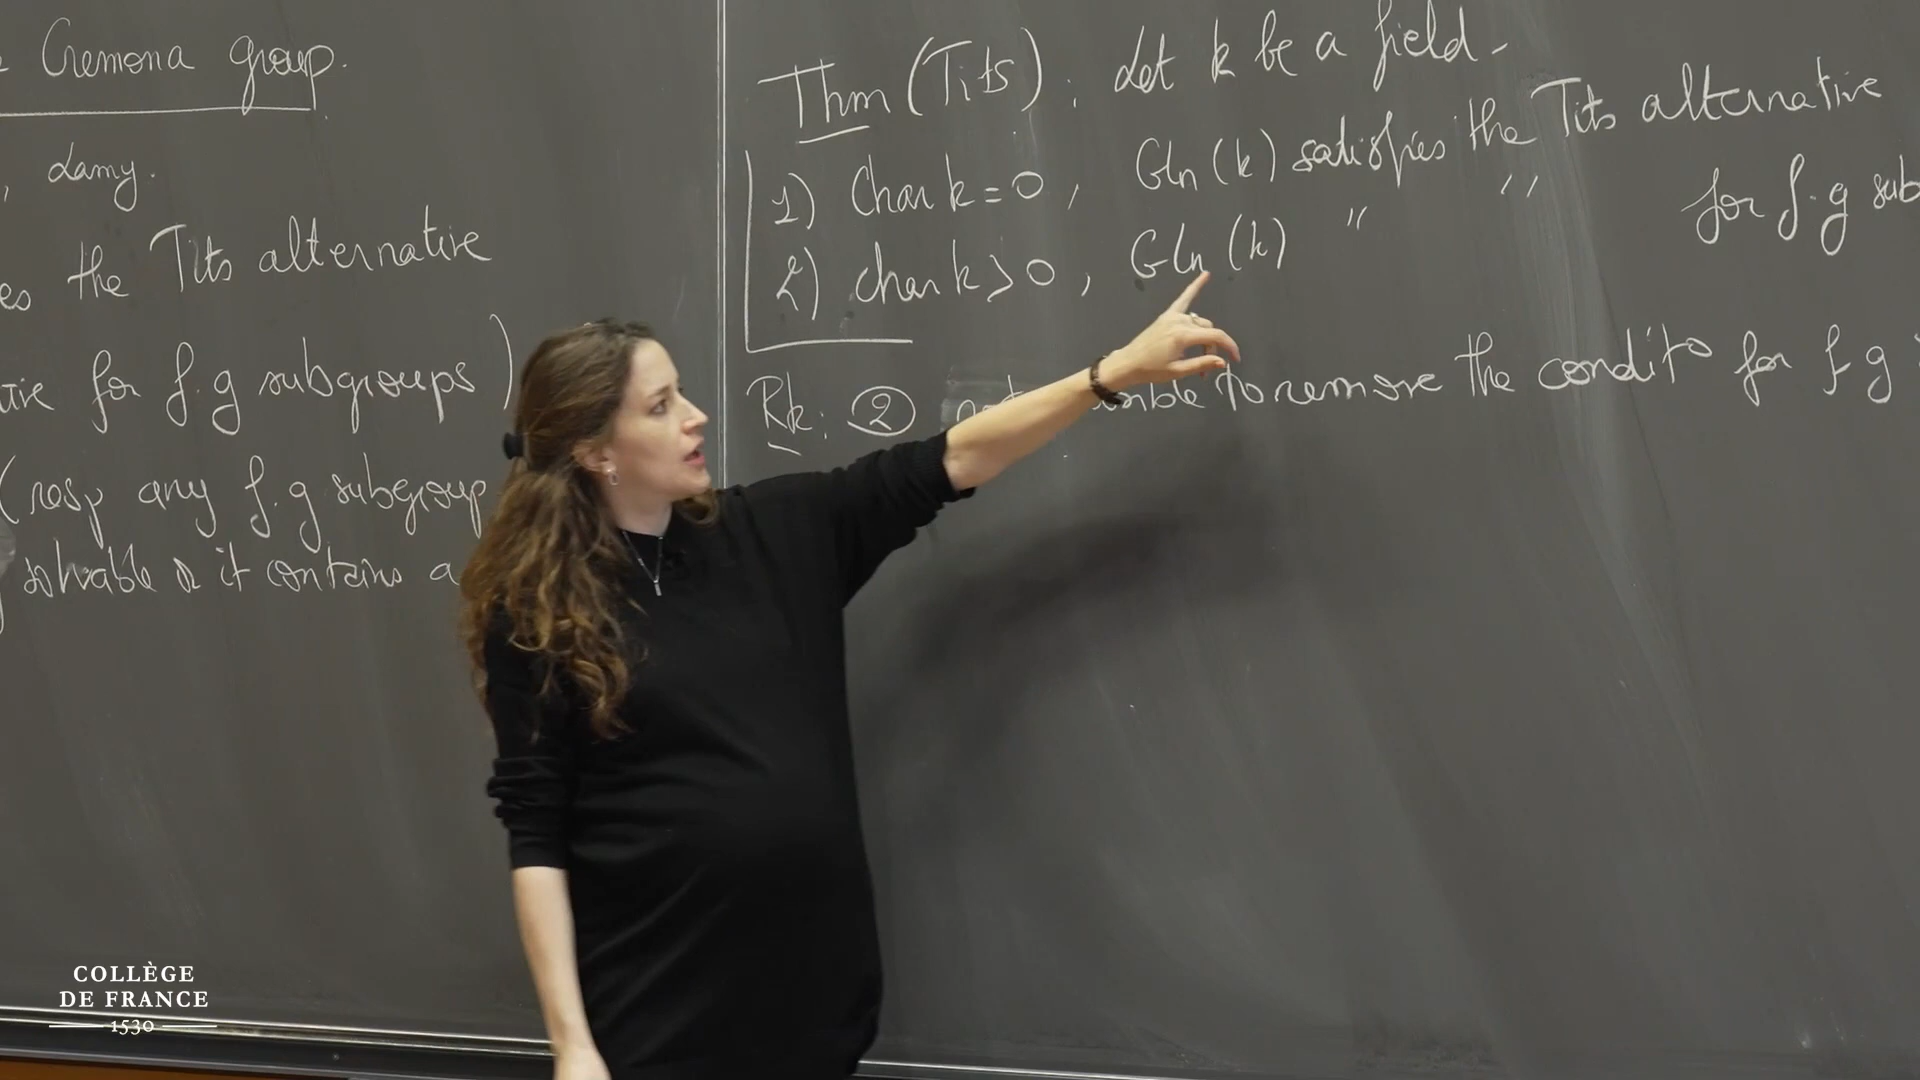 Cremona group.
, Lamy.
es the Tits alternative
tive for f.g subgroups)
(resp any f.g subgroup
solvable or it contains a
Thm (Tits): Let k be a field.
1) Char k = 0, GLn (k) satisfies the Tits alternative
2) char k > 0, GLn (k) " " for f.g sub
Rk: ② to remove the condito for f g
COLLÈGE
DE FRANCE
1530